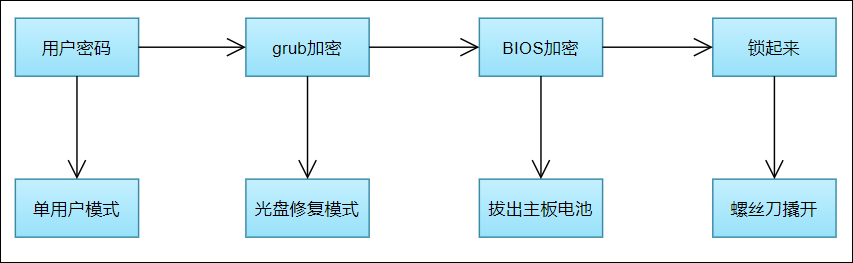 用户密码
grub加密
BIOS加密
锁起来
单用户模式
光盘修复模式
拔出主板电池
螺丝刀撬开